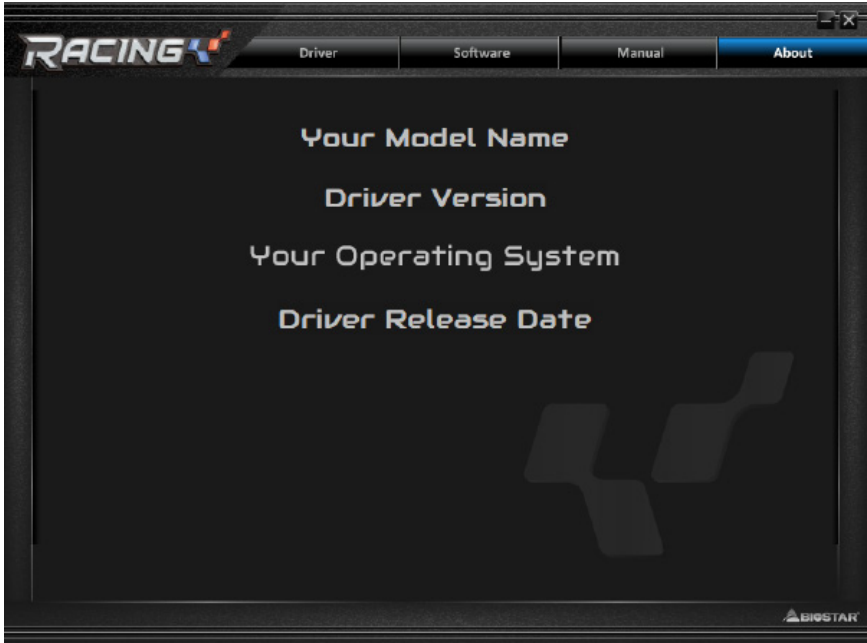 RACING
Driver Software Manual About
Your Model Name
Driver Version
Your Operating System
Driver Release Date
BIOSTAR